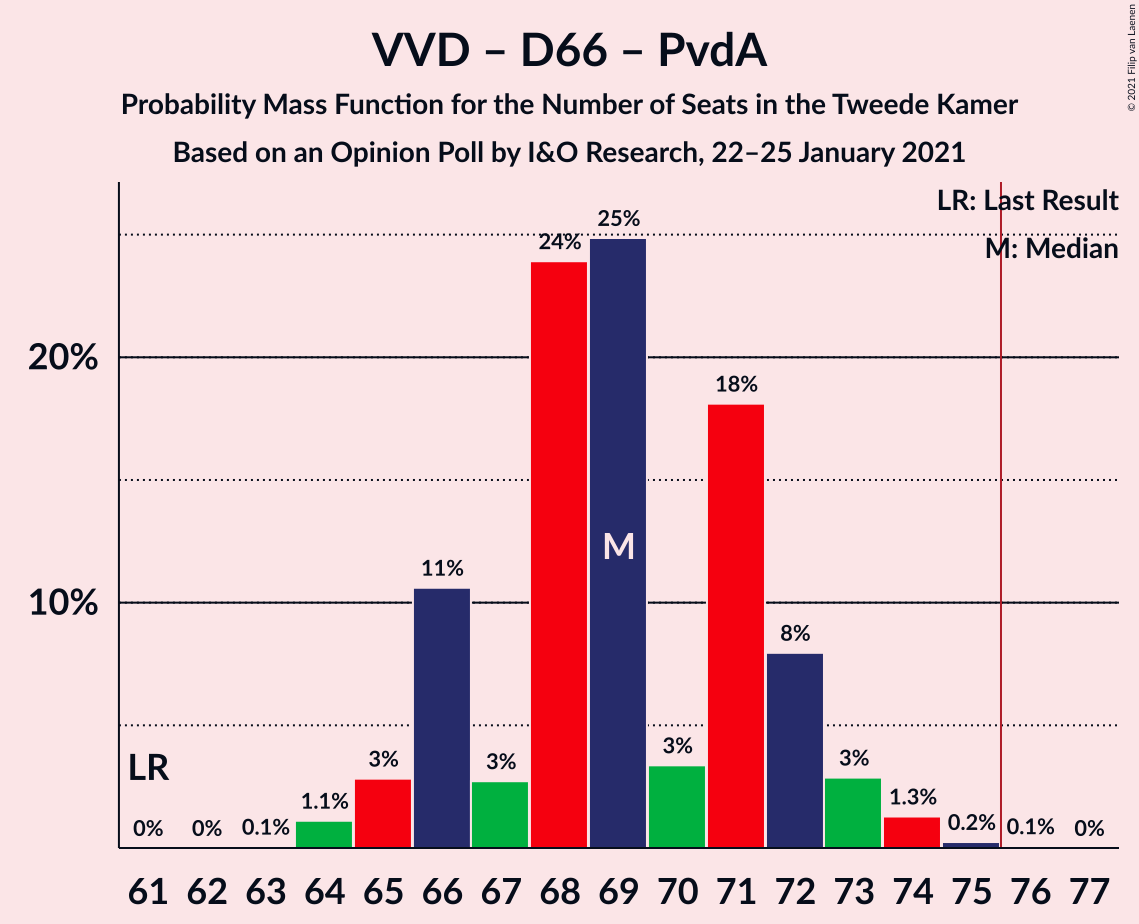 VVD – D66 – PvdA
Probability Mass Function for the Number of Seats in the Tweede Kamer
Based on an Opinion Poll by I&O Research, 22–25 January 2021
© 2021 Filip van Laenen
LR: Last Result
M: Median
20%
10%
LR
M
0%
0%
0.1%
1.1%
3%
11%
3%
24%
25%
3%
18%
8%
3%
1.3%
0.2%
0.1%
0%
61 62 63 64 65 66 67 68 69 70 71 72 73 74 75 76 77